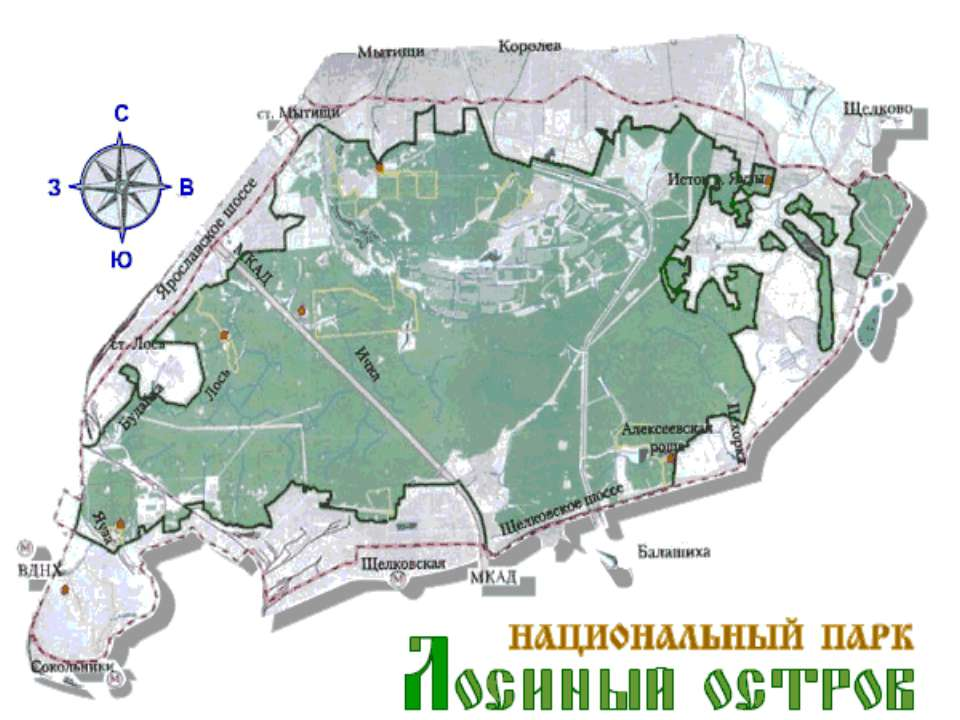 Мытищи
Королев
ст. Мытищи
Щелково
С
З
В
Ю
Исток р. Яузы
Ярославское шоссе
МКАД
ст. Лось
Ичка
Лось
Будайка
Алексеевская
роща
Пехорка
Щелковское шоссе
Яуза
М
ВДНХ
Щелковская
М
МКАД
Балашиха
Сокольники
М
НАЦИОНАЛЬНЫЙ ПАРК
ЛОСИНЫЙ ОСТРОВ